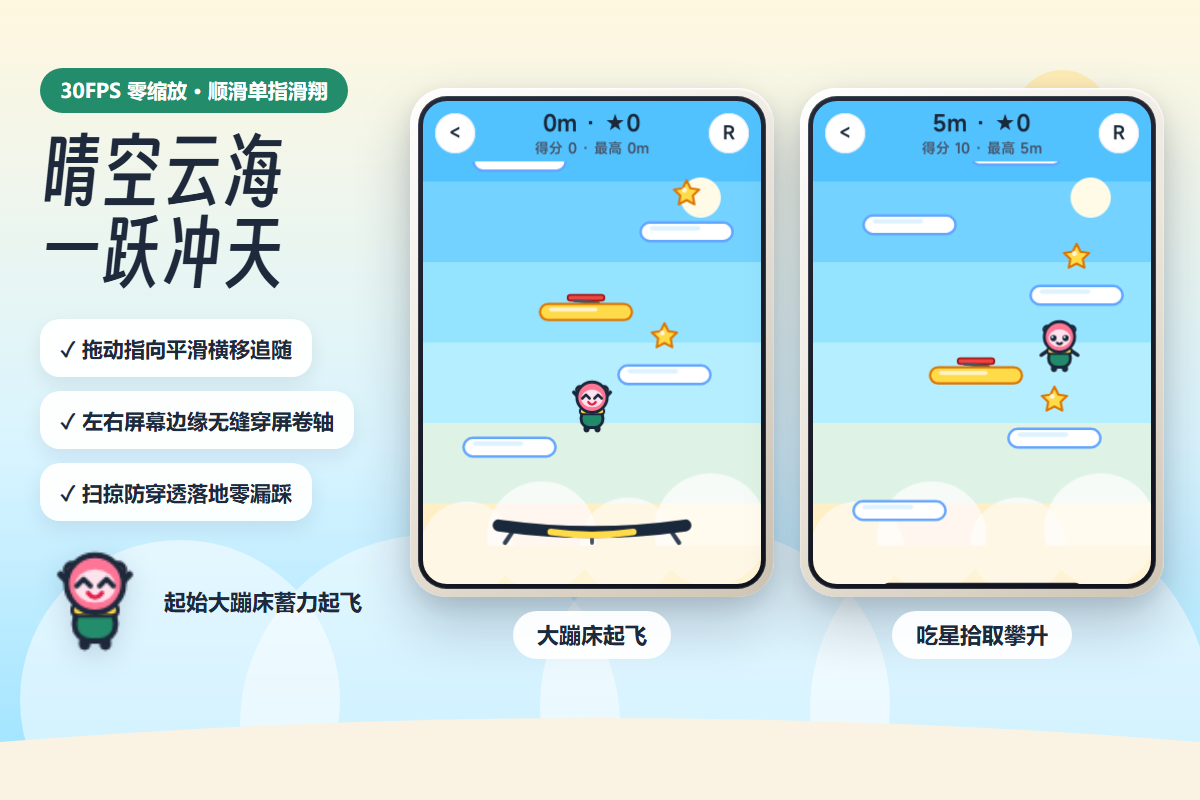 30FPS 零缩放 • 顺滑单指滑翔
晴空云海
一跃冲天
✓ 拖动指向平滑横移追随
✓ 左右屏幕边缘无缝穿屏卷轴
✓ 扫掠防穿透落地零漏踩
起始大蹦床蓄力起飞
< 0m · ★0 R
得分 0 · 最高 0m
大蹦床起飞
< 5m · ★0 R
得分 10 · 最高 5m
吃星拾取攀升